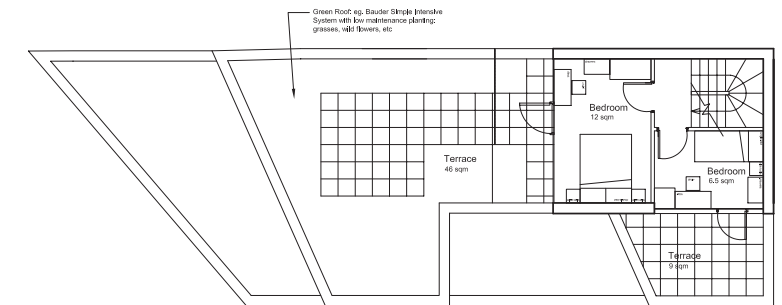 Green Roof: eg. Bauder Simple Intensive
System with low maintenance planting:
grasses, wild flowers, etc
Bedroom
12 sqm
Terrace
46 sqm
Bedroom
6.5 sqm
Terrace
9 sqm